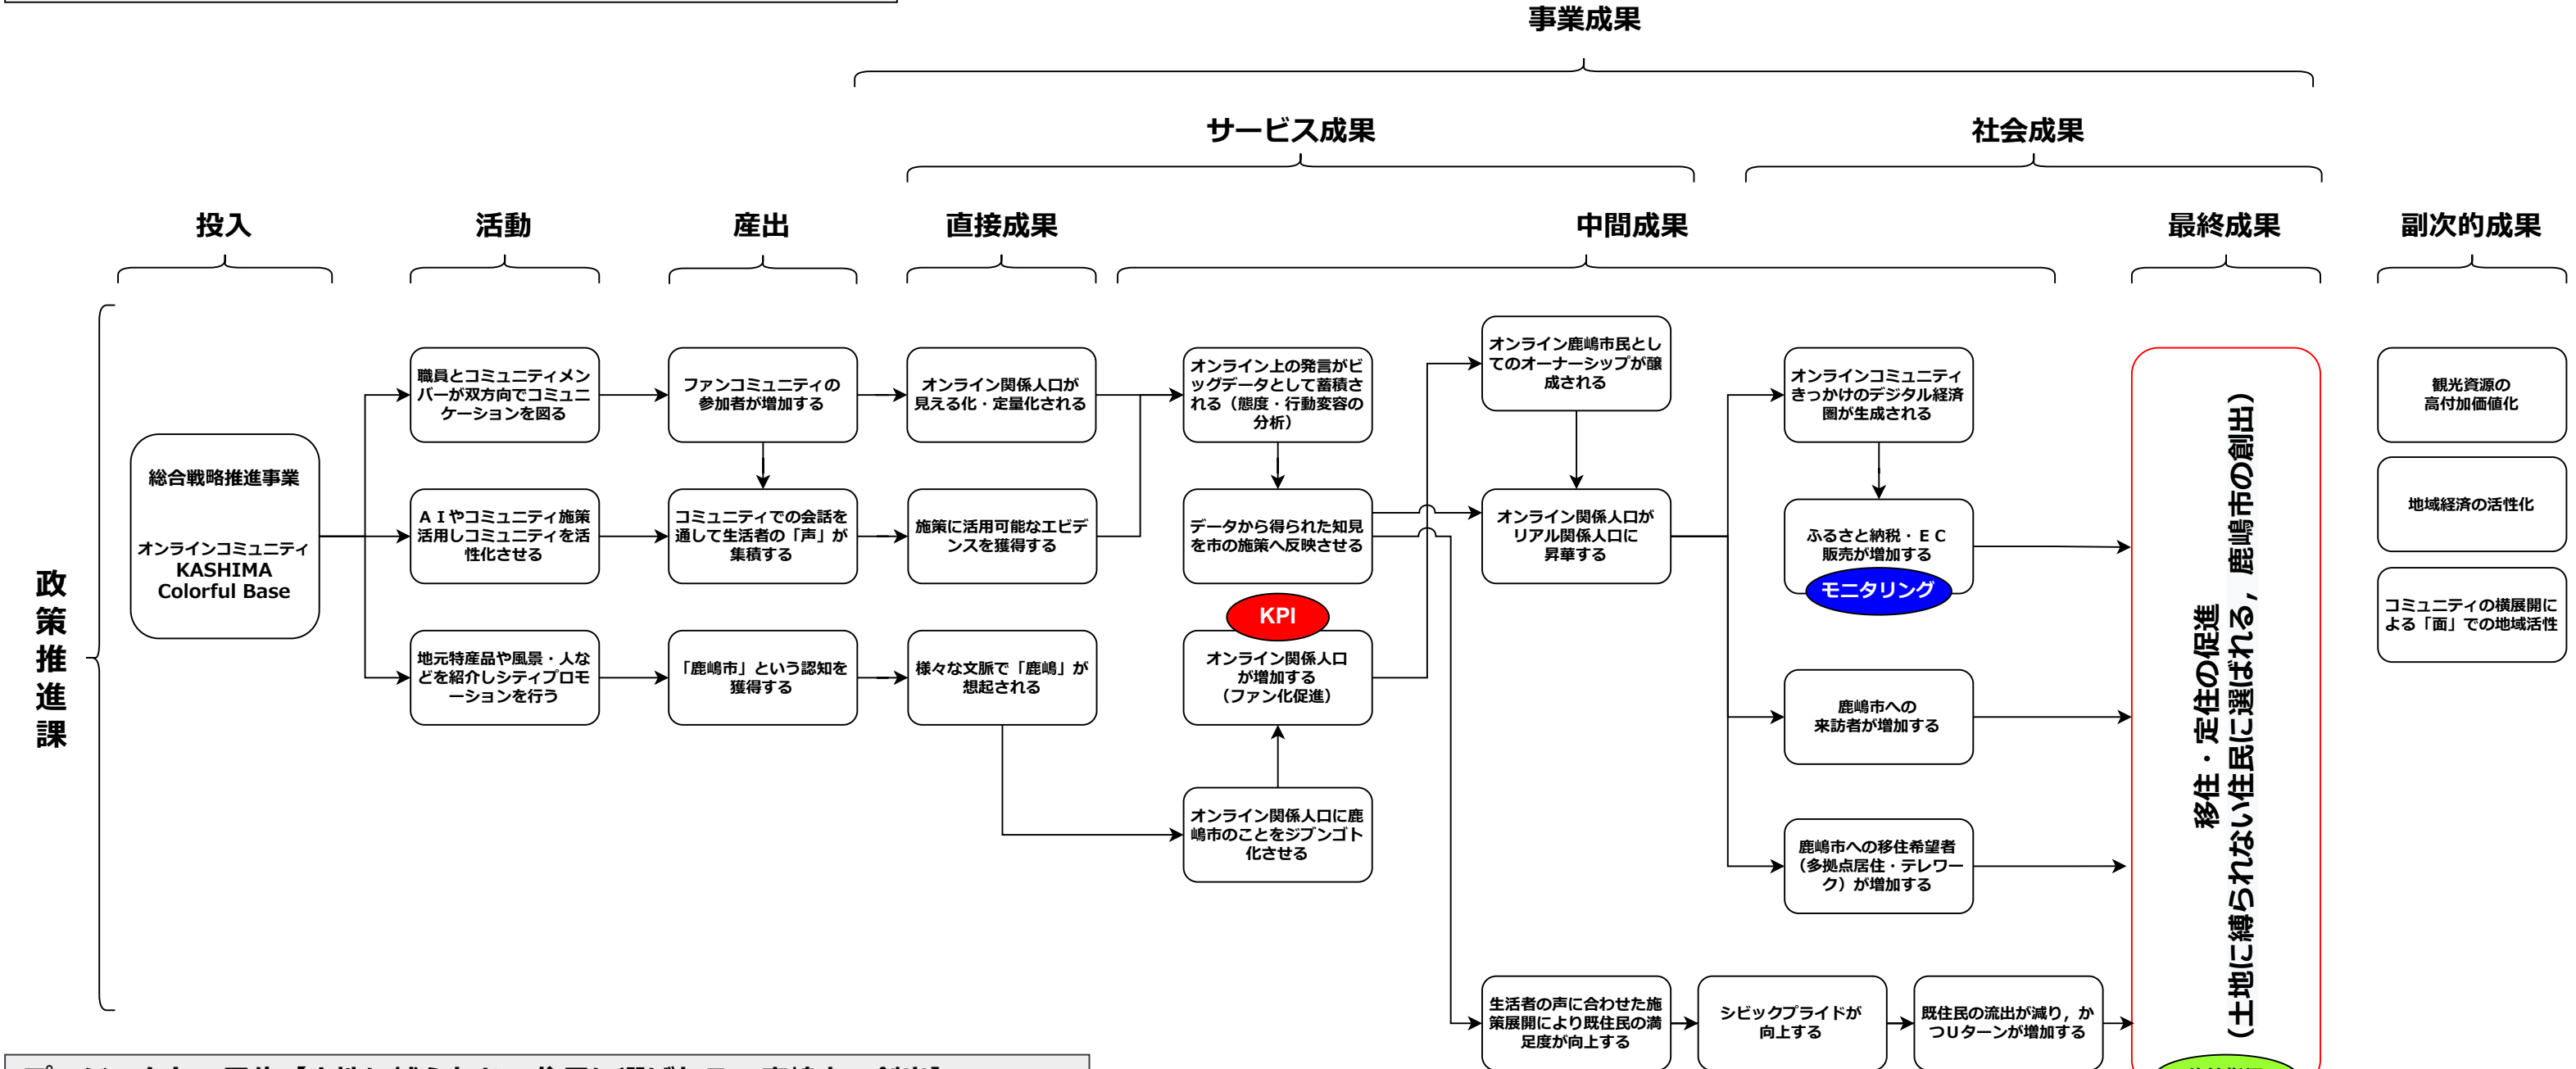 事業成果
サービス成果
社会成果
投入
活動
産出
直接成果
中間成果
最終成果
副次的成果
政策推進課
総合戦略推進事業
オンラインコミュニティ
KASHIMA
Colorful Base
職員とコミュニティメン
バーが双方向でコミュニ
ケーションを図る
ＡＩやコミュニティ施策
活用しコミュニティを活
性化させる
地元特産品や風景・人な
どを紹介しシティプロモ
ーションを行う
ファンコミュニティの
参加者が増加する
コミュニティでの会話を
通して生活者の「声」が
集積する
「鹿嶋市」という認知を
獲得する
オンライン関係人口が
見える化・定量化される
施策に活用可能なエビデ
ンスを獲得する
様々な文脈で「鹿嶋」が
想起される
オンライン上の発言がビ
ッグデータとして蓄積さ
れる（態度・行動変容の
分析）
データから得られた知見
を市の施策へ反映させる
KPI
オンライン関係人口
が増加する
（ファン化促進）
オンライン関係人口に鹿
嶋市のことをジブンゴト
化させる
オンライン鹿嶋市民とし
てのオーナーシップが醸
成される
オンライン関係人口が
リアル関係人口に
昇華する
オンラインコミュニティ
きっかけのデジタル経済
圏が生成される
ふるさと納税・ＥＣ
販売が増加する
モニタリング
鹿嶋市への
来訪者が増加する
鹿嶋市への移住希望者
（多拠点居住・テレワー
ク）が増加する
生活者の声に合わせた施
策展開により既住民の満
足度が向上する
シビックプライドが
向上する
既住民の流出が減り，か
つＵターンが増加する
移住・定住の促進
（土地に縛られない住民に選ばれる，鹿嶋市の創出）
観光資源の
高付加価値化
地域経済の活性化
コミュニティの横展開に
よる「面」での地域活性